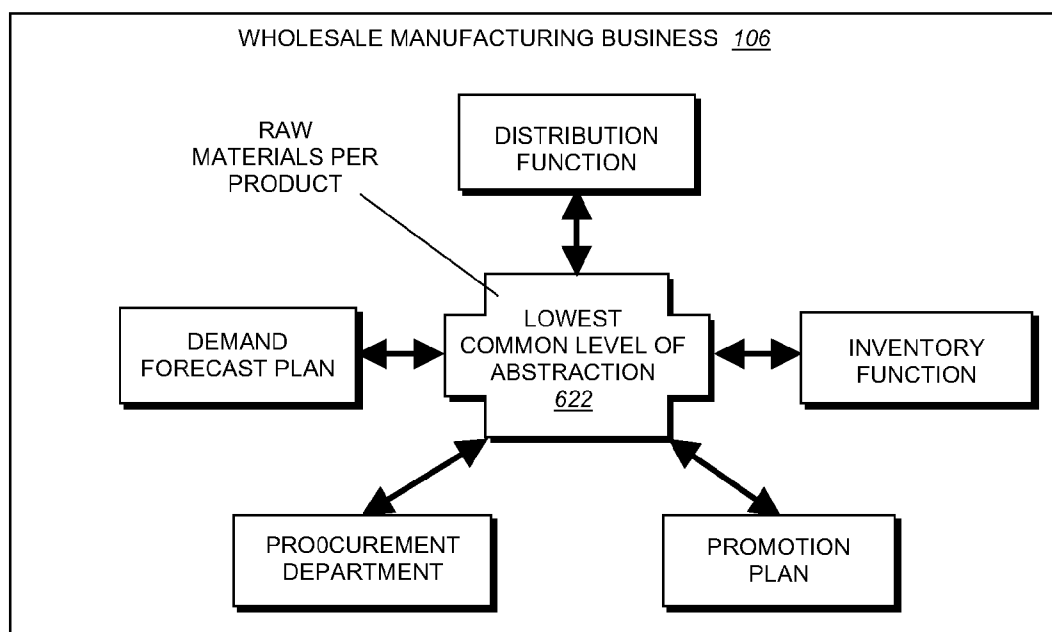 WHOLESALE MANUFACTURING BUSINESS 106
RAW
MATERIALS PER
PRODUCT
DISTRIBUTION
FUNCTION
DEMAND
FORECAST PLAN
LOWEST
COMMON LEVEL OF
ABSTRACTION
622
INVENTORY
FUNCTION
PRO0CUREMENT
DEPARTMENT
PROMOTION
PLAN